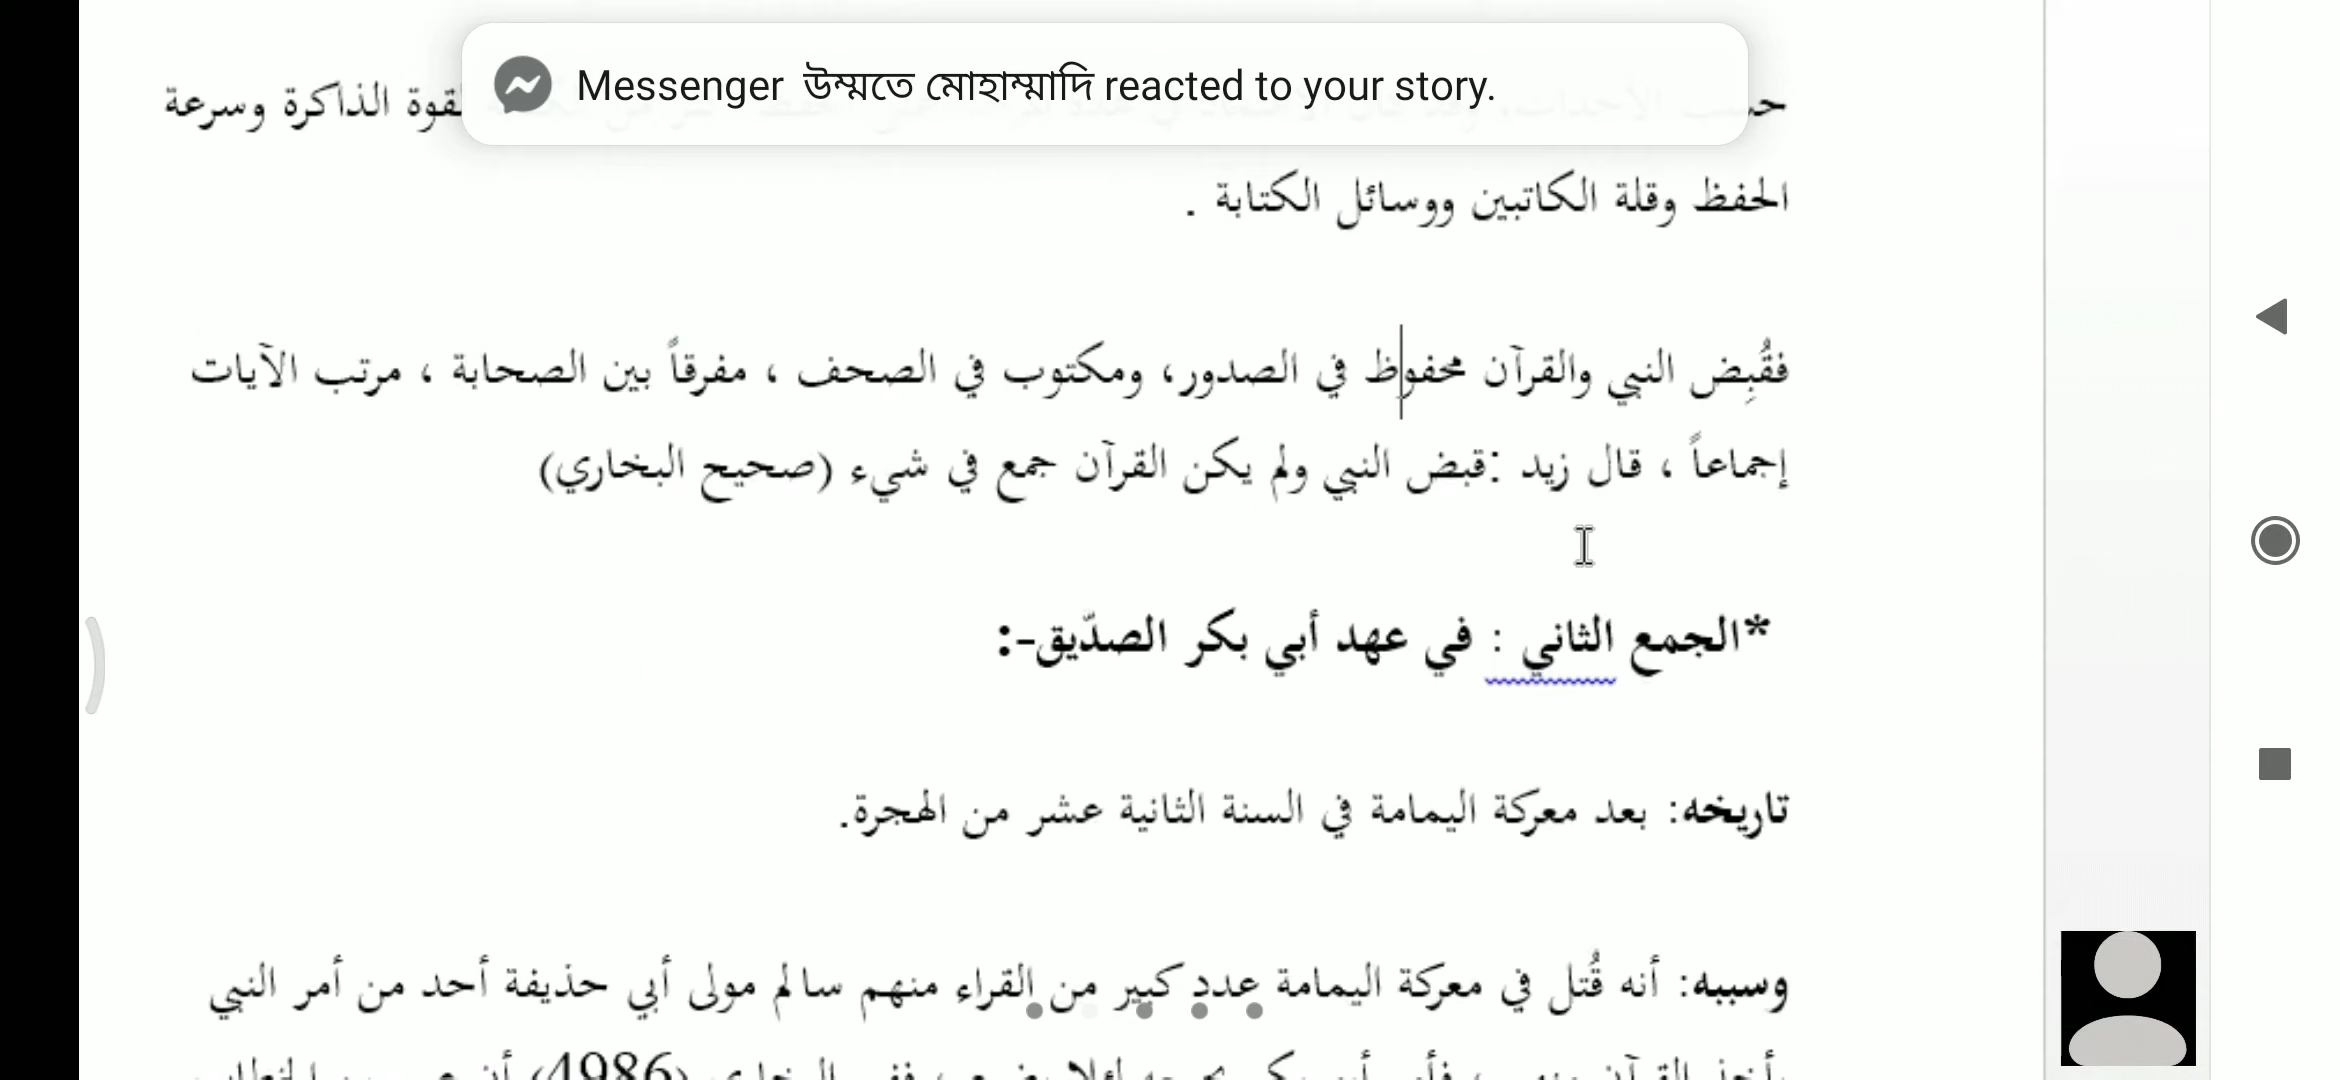 Messenger উম্মতে মোহাম্মাদি reacted to your story.
لقوة الذاكرة وسرعة
الحفظ وقلة الكاتبين ووسائل الكتابة .
فقُبِض النبي والقرآن محفوظ في الصدور، ومكتوب في الصحف ، مفرقاً بين الصحابة ، مرتب الآيات
إجماعاً ، قال زيد :قبض النبي ولم يكن القرآن جمع في شيء (صحيح البخاري)
*الجمع الثاني : في عهد أبي بكر الصدّيق-:
تاريخه: بعد معركة اليمامة في السنة الثانية عشر من الهجرة.
وسببه: أنه قُتل في معركة اليمامة عدد كبير من القراء منهم سالم مولى أبي حذيفة أحد من أمر النبي
(4986)